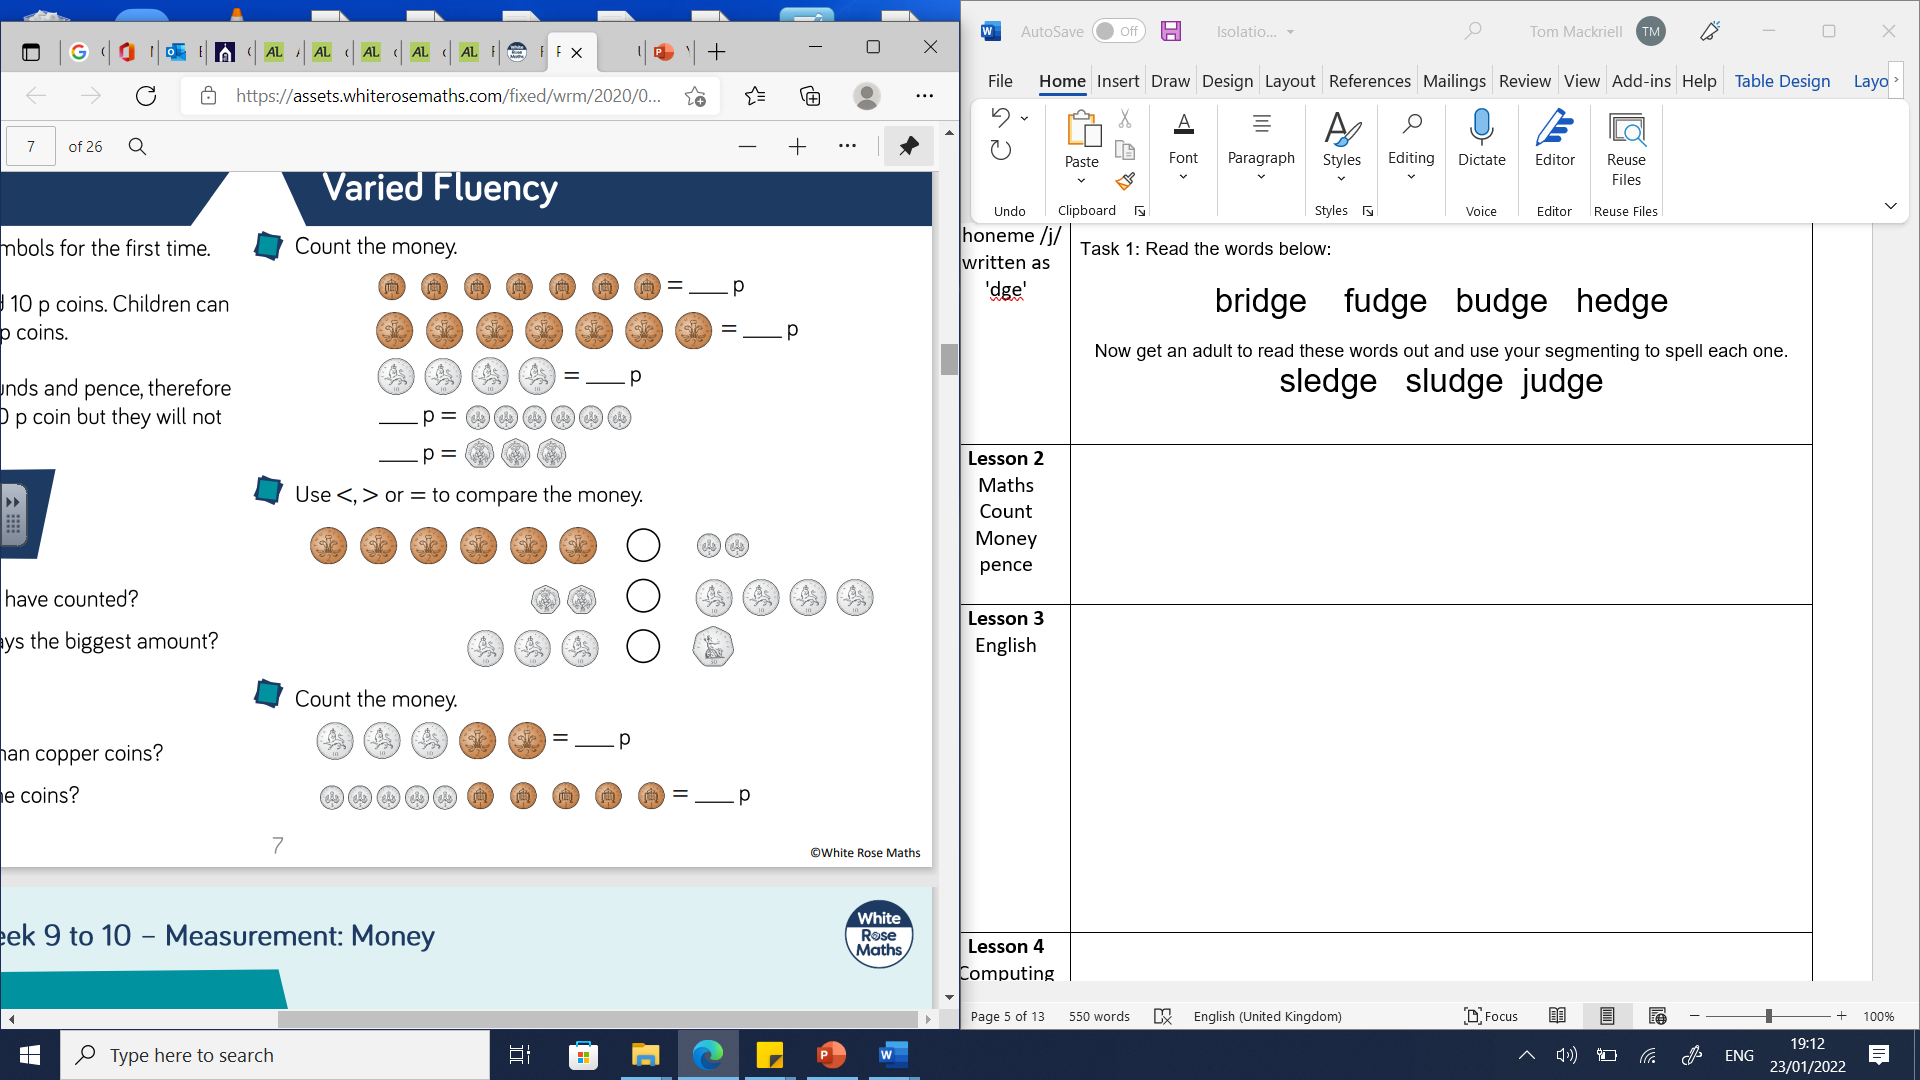 https://assets.whiterosemaths.com/fixed/wrm/2020/0...
7 of 26
Varied Fluency
mbols for the first time.
10 p coins. Children can
p coins.
unds and pence, therefore
0 p coin but they will not
have counted?
ays the biggest amount?
han copper coins?
e coins?
Count the money.
= ___ p
= ___ p
= ___ p
___ p =
___ p =
Use <, > or = to compare the money.
Count the money.
= ___ p
= ___ p
7
©White Rose Maths
eek 9 to 10 – Measurement: Money
White
Rose
Maths
AutoSave Off Isolatio... Tom Mackriell TM
File Home Insert Draw Design Layout References Mailings Review View Add-ins Help Table Design Layo
Paste Font Paragraph Styles Editing Dictate Editor Reuse Files
Undo Clipboard Styles Voice Editor Reuse Files
honeme /j/
written as
'dge'
Task 1: Read the words below:
bridge fudge budge hedge
Now get an adult to read these words out and use your segmenting to spell each one.
sledge sludge judge
Lesson 2
Maths
Count
Money
pence
Lesson 3
English
Lesson 4
Computing
Page 5 of 13 550 words English (United Kingdom) Focus 100%
Type here to search
ENG
19:12
23/01/2022